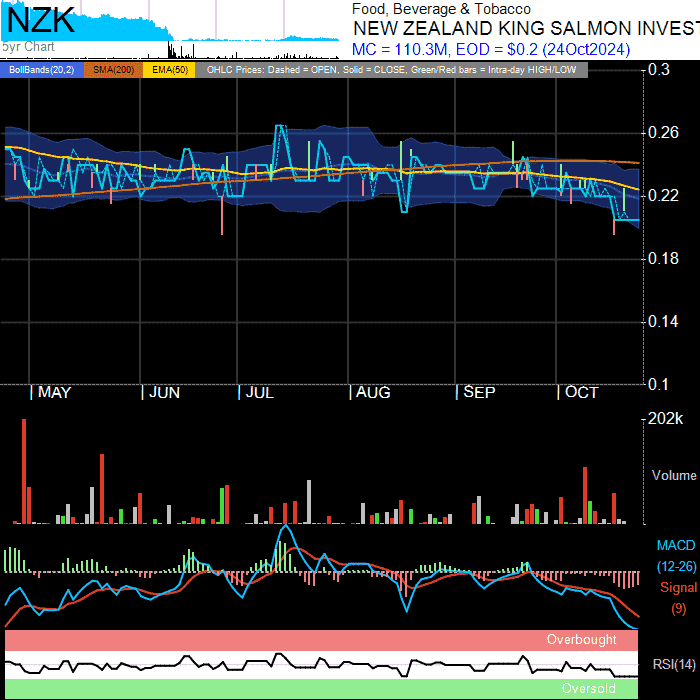 NZK
5yr Chart
Food, Beverage & Tobacco
NEW ZEALAND KING SALMON INVEST
MC = 110.3M, EOD = $0.2 (24Oct2024)
BollBands(20,2) SMA(200) EMA(50) OHLC Prices: Dashed = OPEN, Solid = CLOSE, Green/Red bars = Intra-day HIGH/LOW
0.3
0.26
0.22
0.18
0.14
0.1
MAY JUN JUL AUG SEP OCT
202k
Volume
MACD
(12-26)
Signal
(9)
Overbought
RSI(14)
Oversold